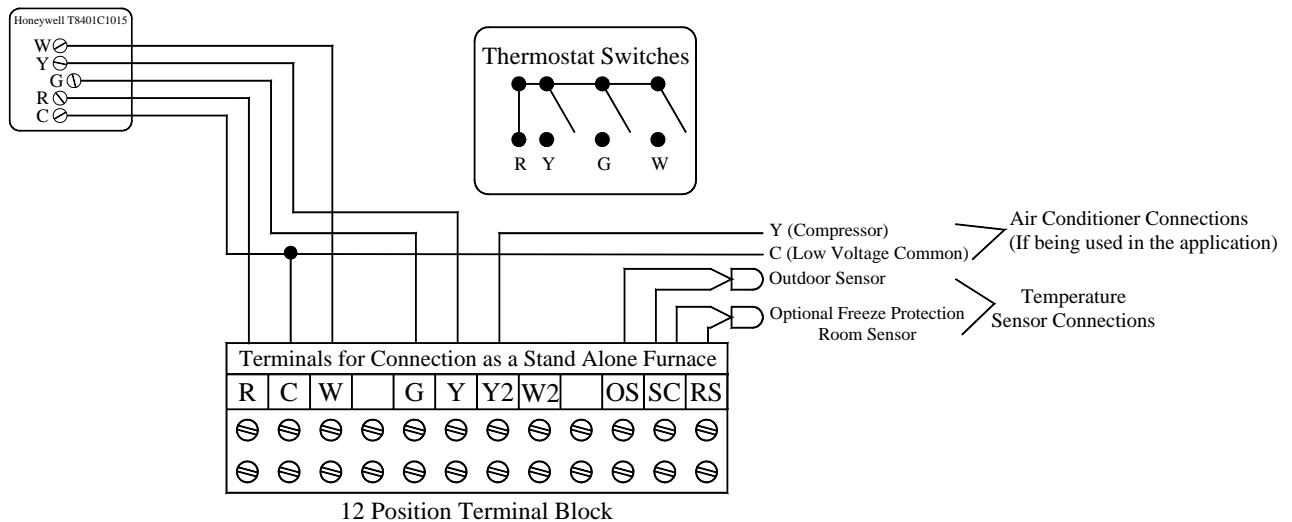 Honeywell T8401C1015
W
Y
G
R
C
Thermostat Switches
R Y G W
Y (Compressor)
C (Low Voltage Common)
Air Conditioner Connections
(If being used in the application)
Outdoor Sensor
Optional Freeze Protection
Room Sensor
Temperature
Sensor Connections
Terminals for Connection as a Stand Alone Furnace
R C W G Y Y2 W2 OS SC RS
12 Position Terminal Block